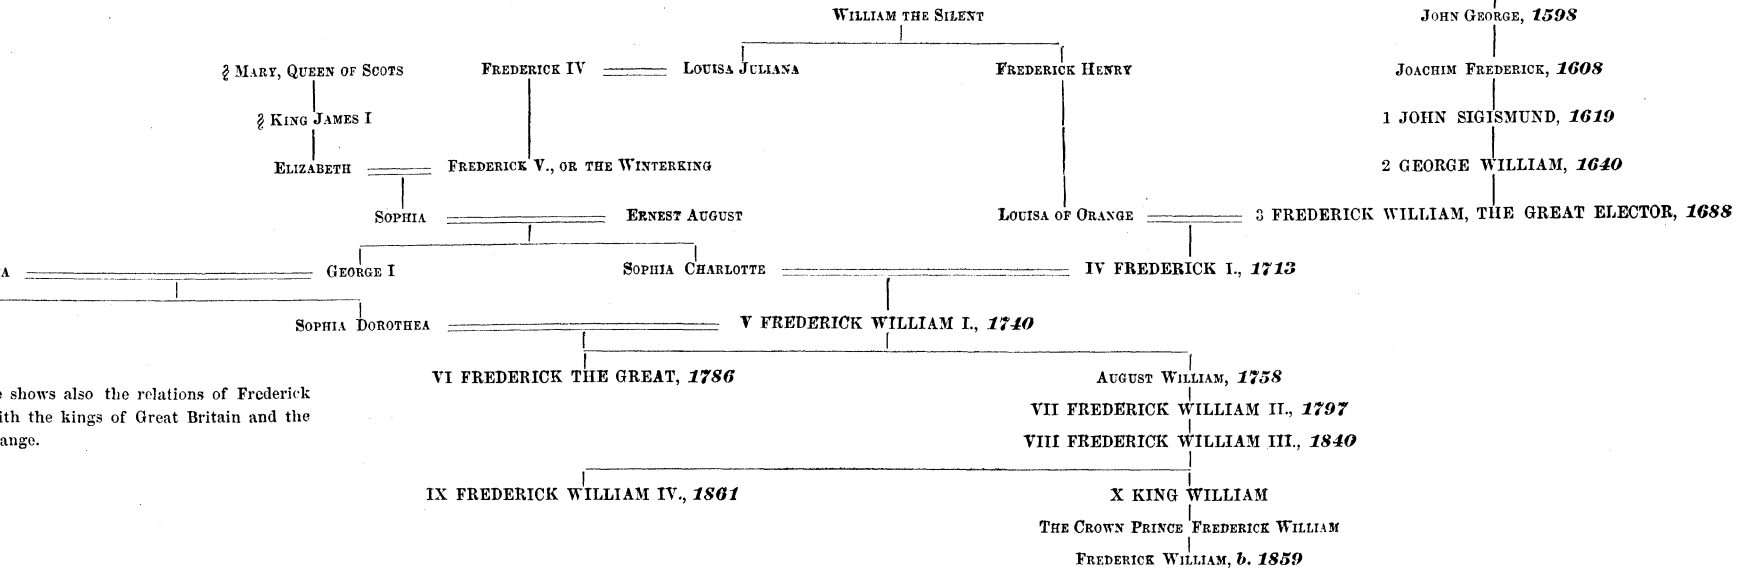 WILLIAM THE SILENT
JOHN GEORGE, 1598
MARY, QUEEN OF SCOTS
FREDERICK IV
LOUISA JULIANA
FREDERICK HENRY
JOACHIM FREDERICK, 1608
KING JAMES I
1 JOHN SIGISMUND, 1619
ELIZABETH
FREDERICK V., OR THE WINTERKING
2 GEORGE WILLIAM, 1640
SOPHIA
ERNEST AUGUST
LOUISA OF ORANGE
3 FREDERICK WILLIAM, THE GREAT ELECTOR, 1688
A
GEORGE I
SOPHIA CHARLOTTE
IV FREDERICK I., 1713
SOPHIA DOROTHEA
V FREDERICK WILLIAM I., 1740
VI FREDERICK THE GREAT, 1786
AUGUST WILLIAM, 1758
e shows also the relations of Frederick
ith the kings of Great Britain and the
ange.
VII FREDERICK WILLIAM II., 1797
VIII FREDERICK WILLIAM III., 1840
IX FREDERICK WILLIAM IV., 1861
X KING WILLIAM
THE CROWN PRINCE FREDERICK WILLIAM
FREDERICK WILLIAM, b. 1859